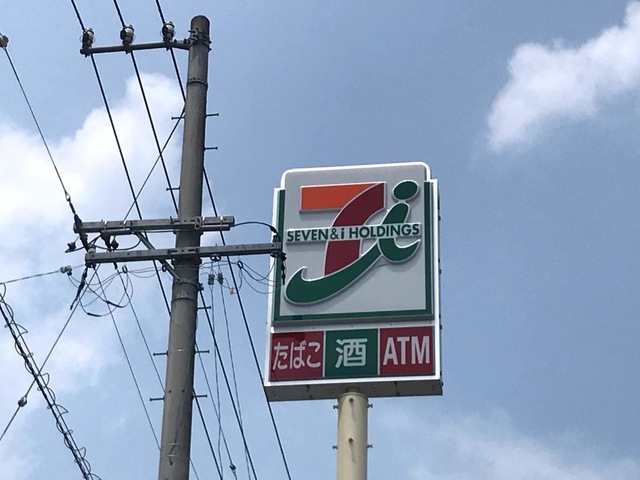 7i
SEVEN & i HOLDINGS
たばこ 酒 ATM